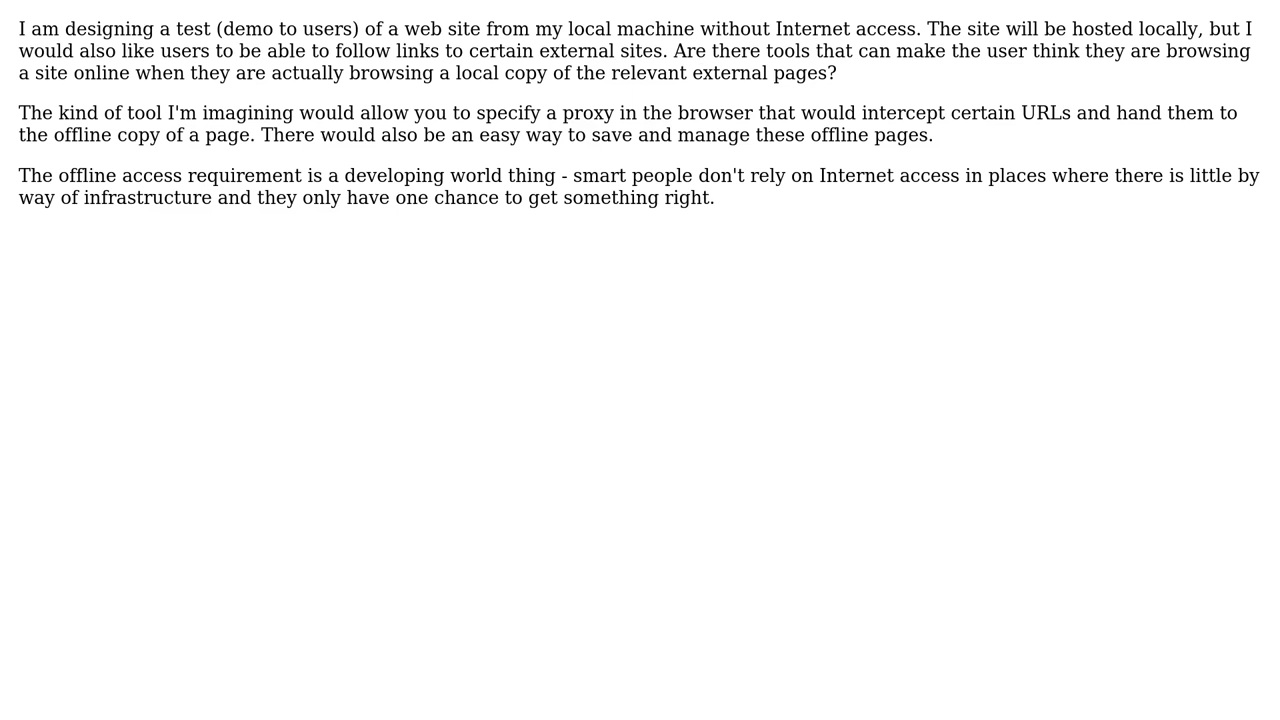 I am designing a test (demo to users) of a web site from my local machine without Internet access. The site will be hosted locally, but I
would also like users to be able to follow links to certain external sites. Are there tools that can make the user think they are browsing
a site online when they are actually browsing a local copy of the relevant external pages?
The kind of tool I'm imagining would allow you to specify a proxy in the browser that would intercept certain URLs and hand them to
the offline copy of a page. There would also be an easy way to save and manage these offline pages.
The offline access requirement is a developing world thing - smart people don't rely on Internet access in places where there is little by
way of infrastructure and they only have one chance to get something right.